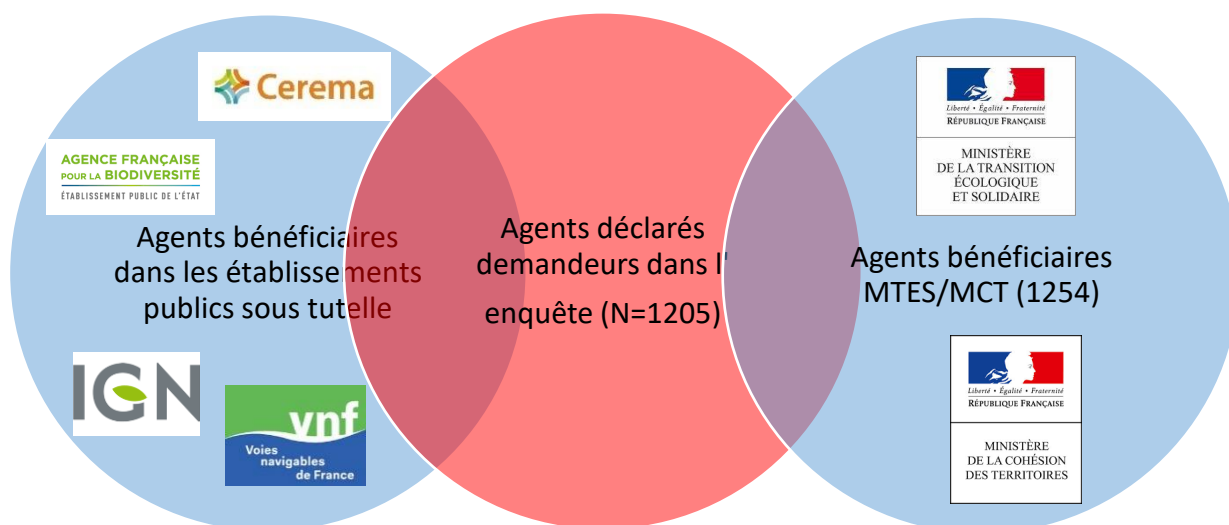 Cerema
AGENCE FRANÇAISE
POUR LA BIODIVERSITÉ
ÉTABLISSEMENT PUBLIC DE L'ÉTAT
Agents bénéficiaires
dans les établissements
publics sous tutelle
IGN
vnf
Voies
navigables
de France
Agents déclarés
demandeurs dans l'
enquête (N=1205)
Liberté • Égalité • Fraternité
RÉPUBLIQUE FRANÇAISE
MINISTÈRE
DE LA TRANSITION
ÉCOLOGIQUE
ET SOLIDAIRE
Agents bénéficiaires
MTES/MCT (1254)
Liberté • Égalité • Fraternité
RÉPUBLIQUE FRANÇAISE
MINISTÈRE
DE LA COHÉSION
DES TERRITOIRES